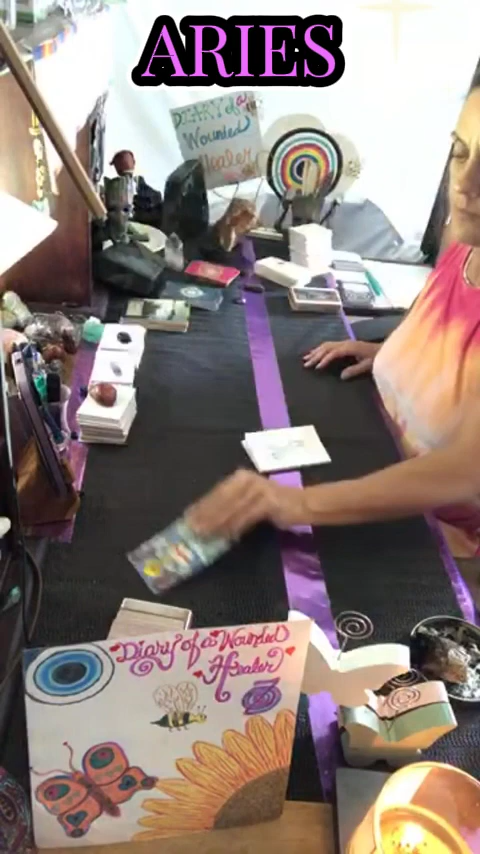 ARIES
DIARY of a
Wounded
Healer
Diary of a Wounded
Healer